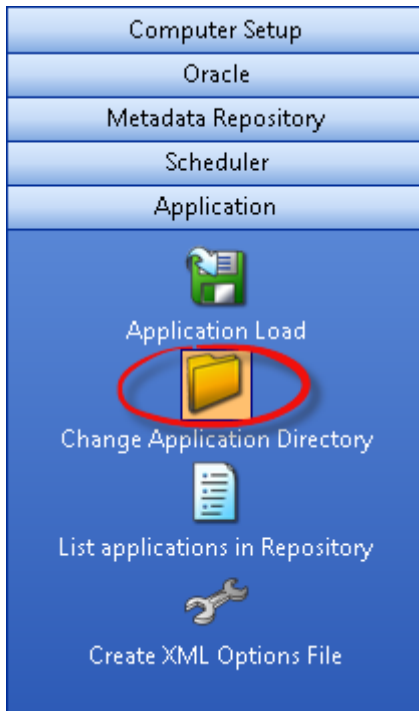 Computer Setup
Oracle
Metadata Repository
Scheduler
Application
Application Load
Change Application Directory
List applications in Repository
Create XML Options File